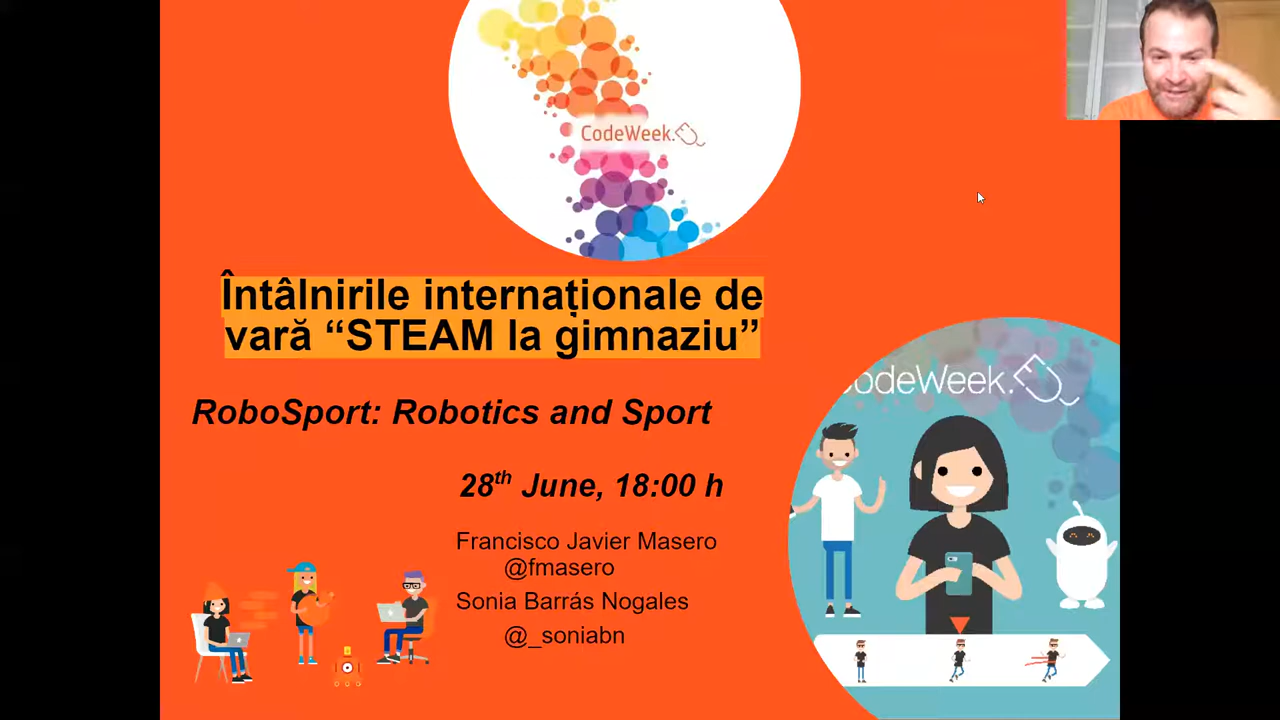 CodeWeek.
Întâlnirile internaționale de
vară “STEAM la gimnaziu”
RoboSport: Robotics and Sport
28th June, 18:00 h
Francisco Javier Masero
@fmasero
Sonia Barrás Nogales
@_soniabn
CodeWeek.